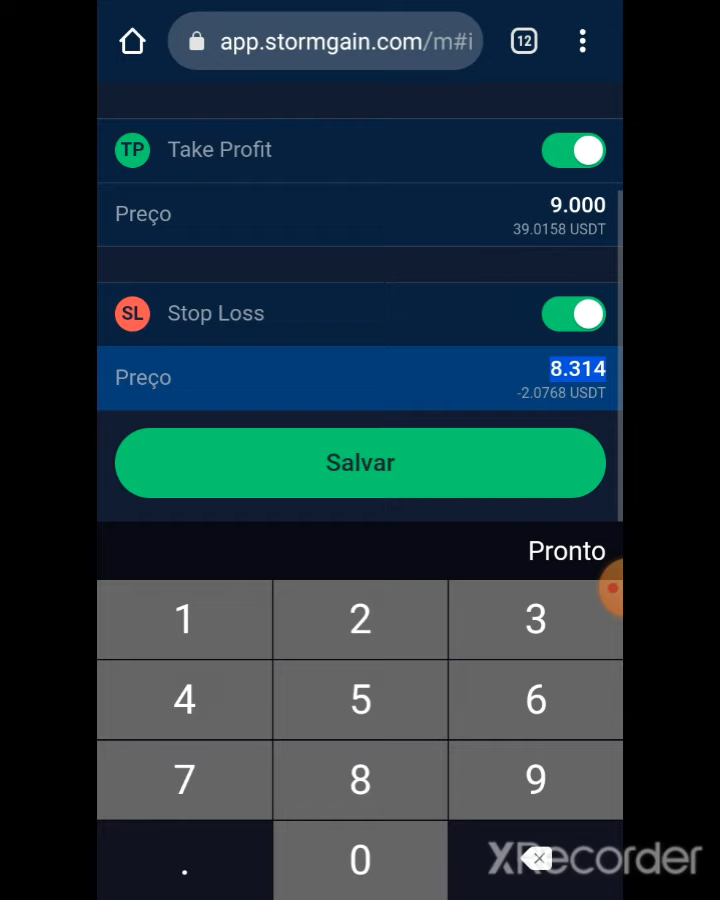 app.stormgain.com/m#i
12
TP Take Profit
Preço
9.000
39.0158 USDT
SL Stop Loss
Preço
8.314
-2.0768 USDT
Salvar
Pronto
1 2 3
4 5 6
7 8 9
. 0
XRecorder